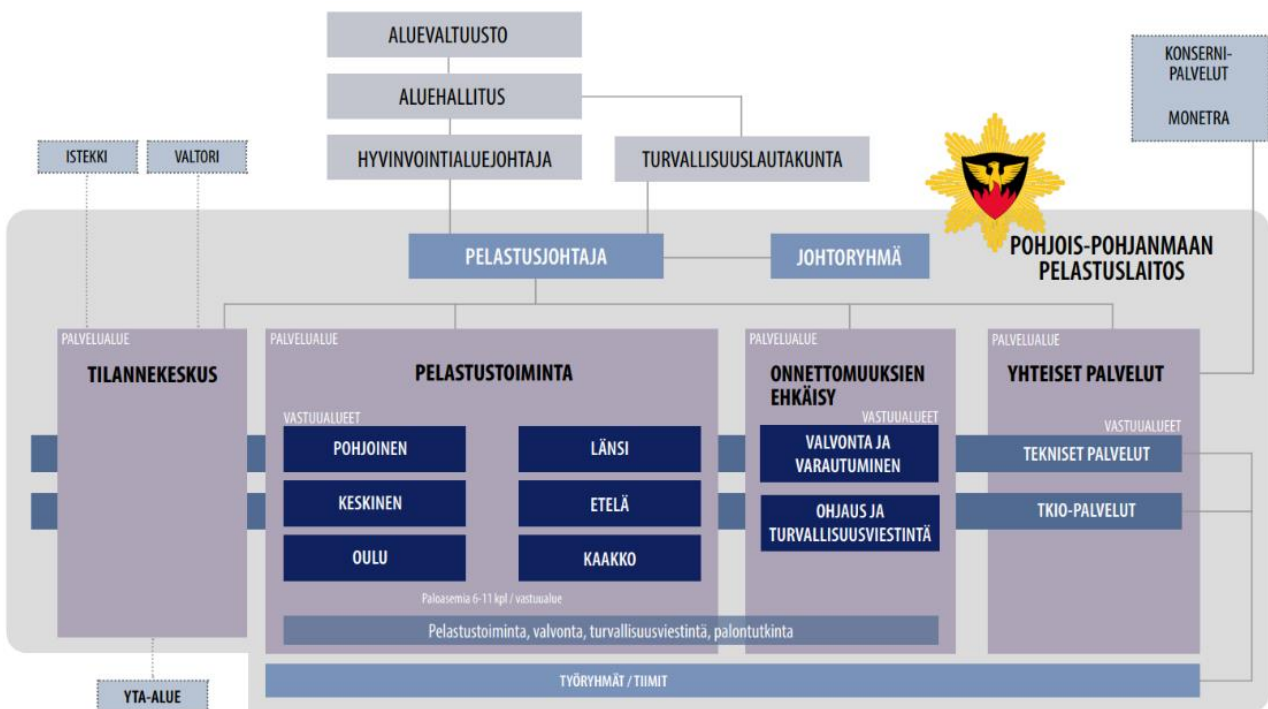 ALUEVALTUUSTO
ALUEHALLITUS
HYVINVOINTIALUEJOHTAJA
TURVALLISUUSLAUTAKUNTA
KONSERNI-
PALVELUT
MONETRA
ISTEKKI
VALTORI
PELASTUSJOHTAJA
JOHTORYHMÄ
POHJOIS-POHJANMAAN
PELASTUSLAITOS
PALVELUALUE
TILANNEKESKUS
PALVELUALUE
PELASTUSTOIMINTA
VASTUUALUEET
POHJOINEN
LÄNSI
KESKINEN
ETELÄ
OULU
KAAKKO
Paloasemia 6-11 kpl / vastuualue
PALVELUALUE
ONNETTOMUUKSIEN
EHKÄISY
VASTUUALUEET
VALVONTA JA
VARAUTUMINEN
OHJAUS JA
TURVALLISUUSVIESTINTÄ
Pelastustoiminta, valvonta, turvallisuusviestintä, palontutkinta
PALVELUALUE
YHTEISET PALVELUT
VASTUUALUEET
TEKNISET PALVELUT
TKIO-PALVELUT
TYÖRYHMÄT / TIIMIT
YTA-ALUE